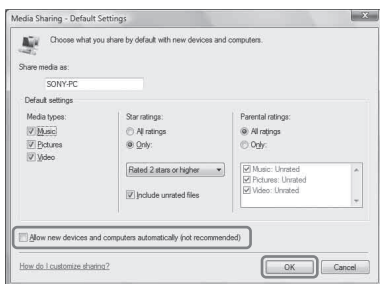 Media Sharing - Default Settings
Choose what you share by default with new devices and computers.
Share media as:
SONY-PC
Default settings
Media types:
Music
Pictures
Video
Star ratings:
All ratings
Only:
Rated 2 stars or higher
Include unrated files
Parental ratings:
All ratings
Only:
Music: Unrated
Pictures: Unrated
Video: Unrated
Allow new devices and computers automatically (not recommended)
How do I customize sharing?
OK
Cancel